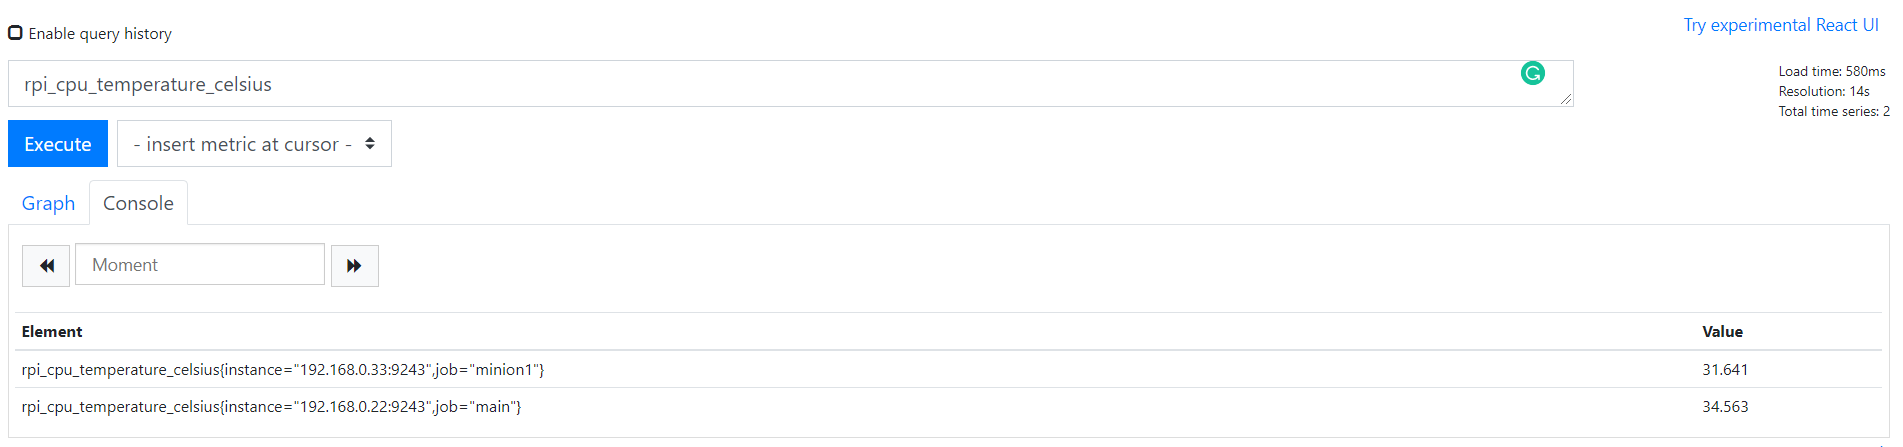 Enable query history
Try experimental React UI
rpi_cpu_temperature_celsius
Load time: 580ms
Resolution: 14s
Total time series: 2
Execute
- insert metric at cursor -
Graph
Console
Moment
Element Value
rpi_cpu_temperature_celsius{instance="192.168.0.33:9243",job="minion1"} 31.641
rpi_cpu_temperature_celsius{instance="192.168.0.22:9243",job="main"} 34.563